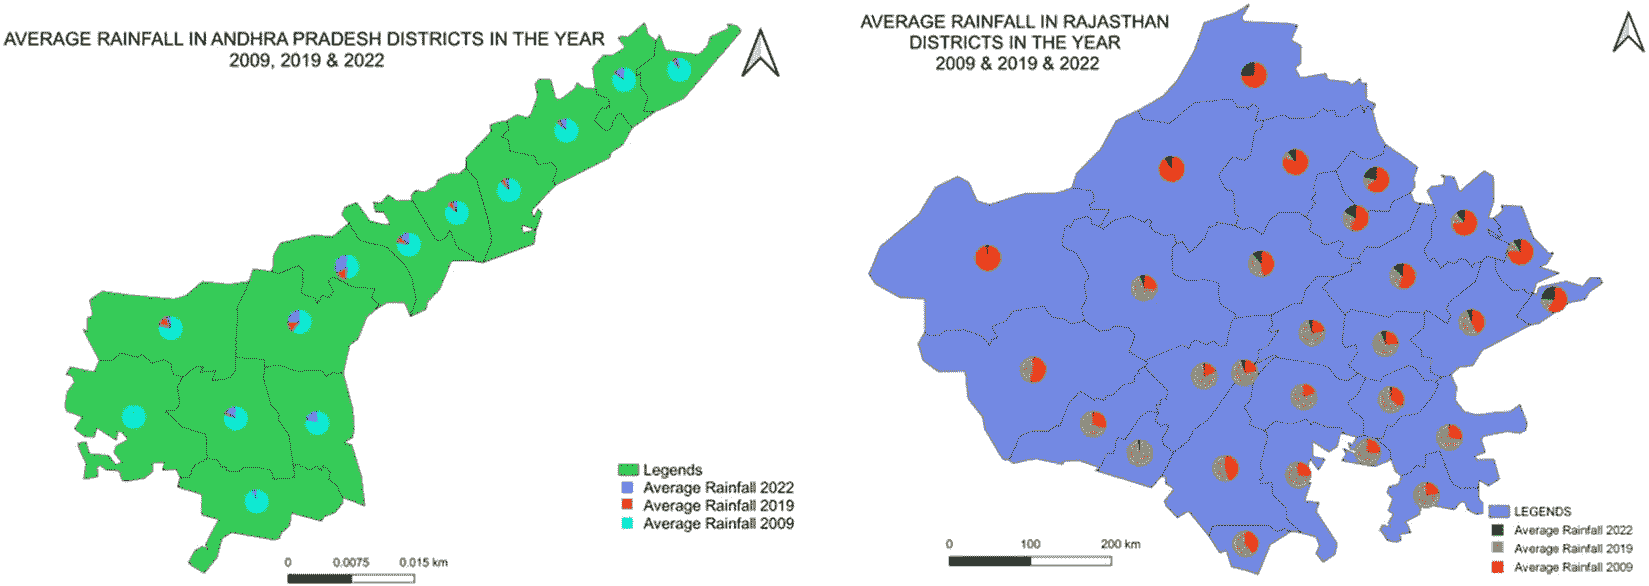 AVERAGE RAINFALL IN ANDHRA PRADESH DISTRICTS IN THE YEAR
2009, 2019 & 2022
Legends
Average Rainfall 2022
Average Rainfall 2019
Average Rainfall 2009
0 0.0075 0.015 km
AVERAGE RAINFALL IN RAJASTHAN
DISTRICTS IN THE YEAR
2009 & 2019 & 2022
LEGENDS
Average Rainfall 2022
Average Rainfall 2019
Average Rainfall 2009
0 100 200 km